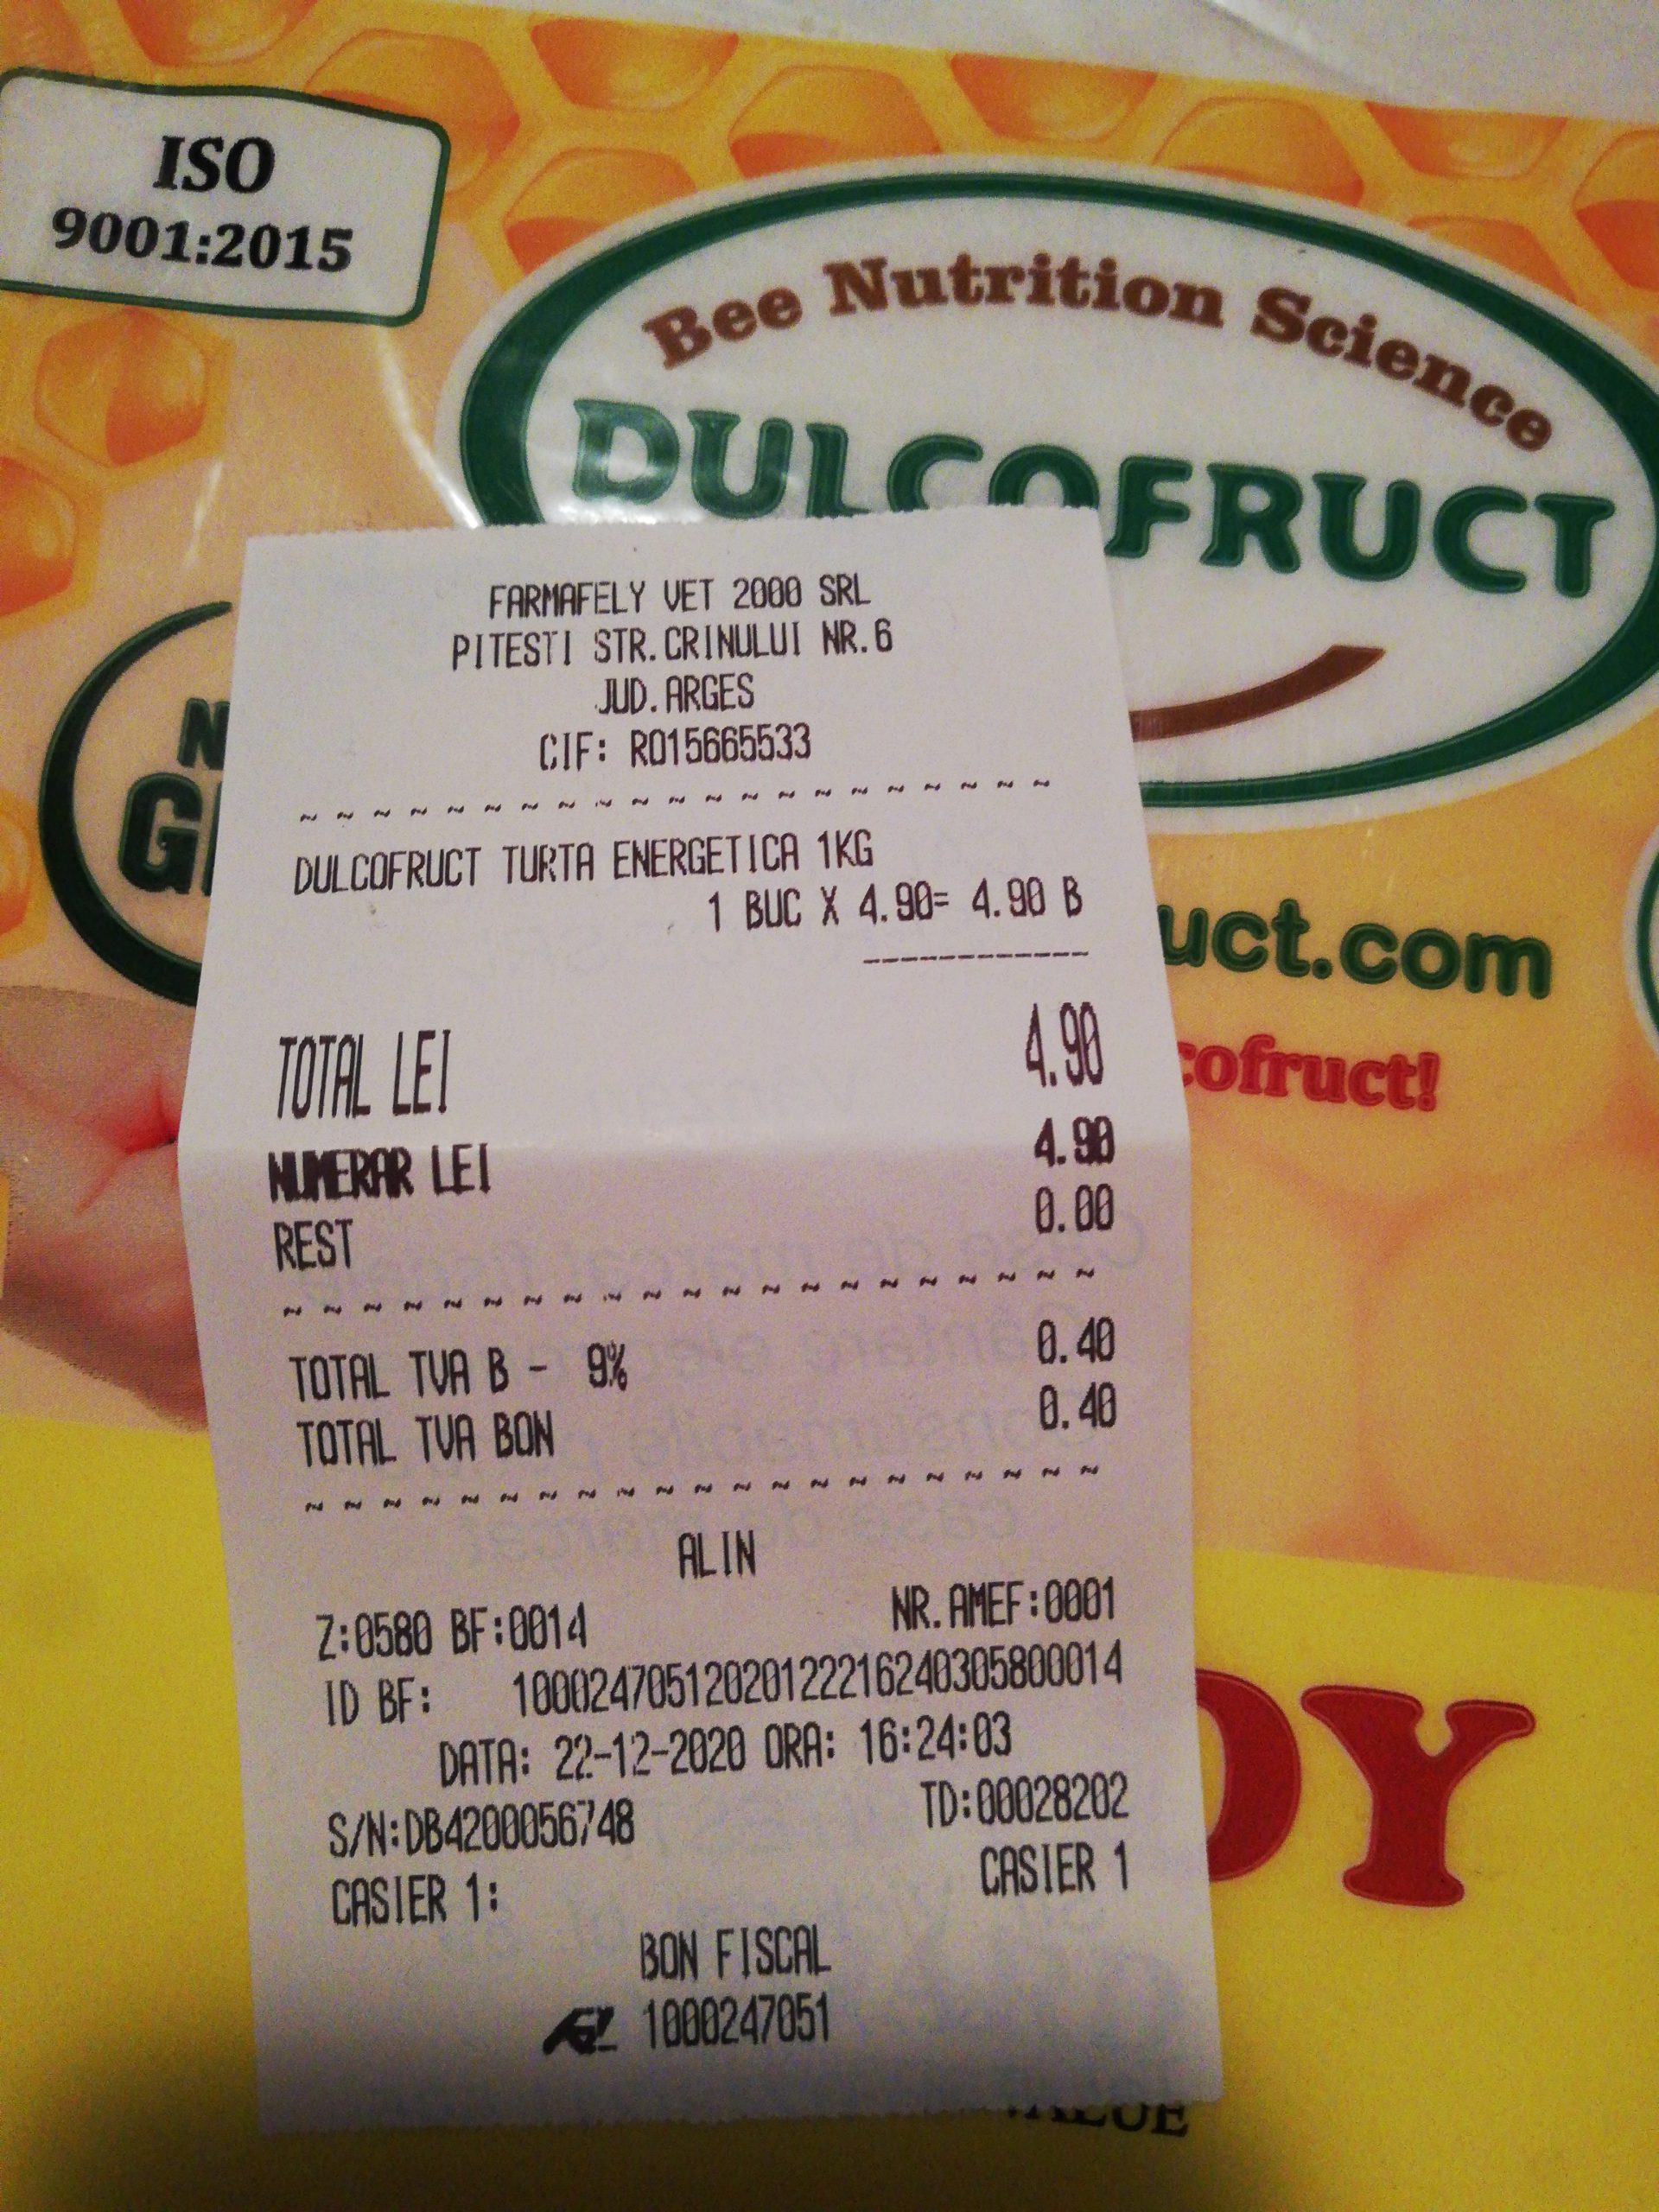 ISO
9001:2015
Bee Nutrition Science
DULCOFRUCT
FARMAFELY VET 2000 SRL
PITESTI STR.CRINULUI NR.6
JUD.ARGES
CIF: RO15665533
DULCOFRUCT TURTA ENERGETICA 1KG
1 BUC X 4.90= 4.90 B
TOTAL LEI 4.90
NUMERAR LEI 4.90
REST 0.00
TOTAL TVA B - 9% 0.40
TOTAL TVA BON 0.40
ALIN
Z:0580 BF:0014 NR.AMEF:0001
ID BF: 10002470512020122216240305800014
DATA: 22-12-2020 ORA: 16:24:03
S/N:DB4200056748 TD:00028202
CASIER 1: CASIER 1
BON FISCAL
1000247051
uct.com
cofruct!